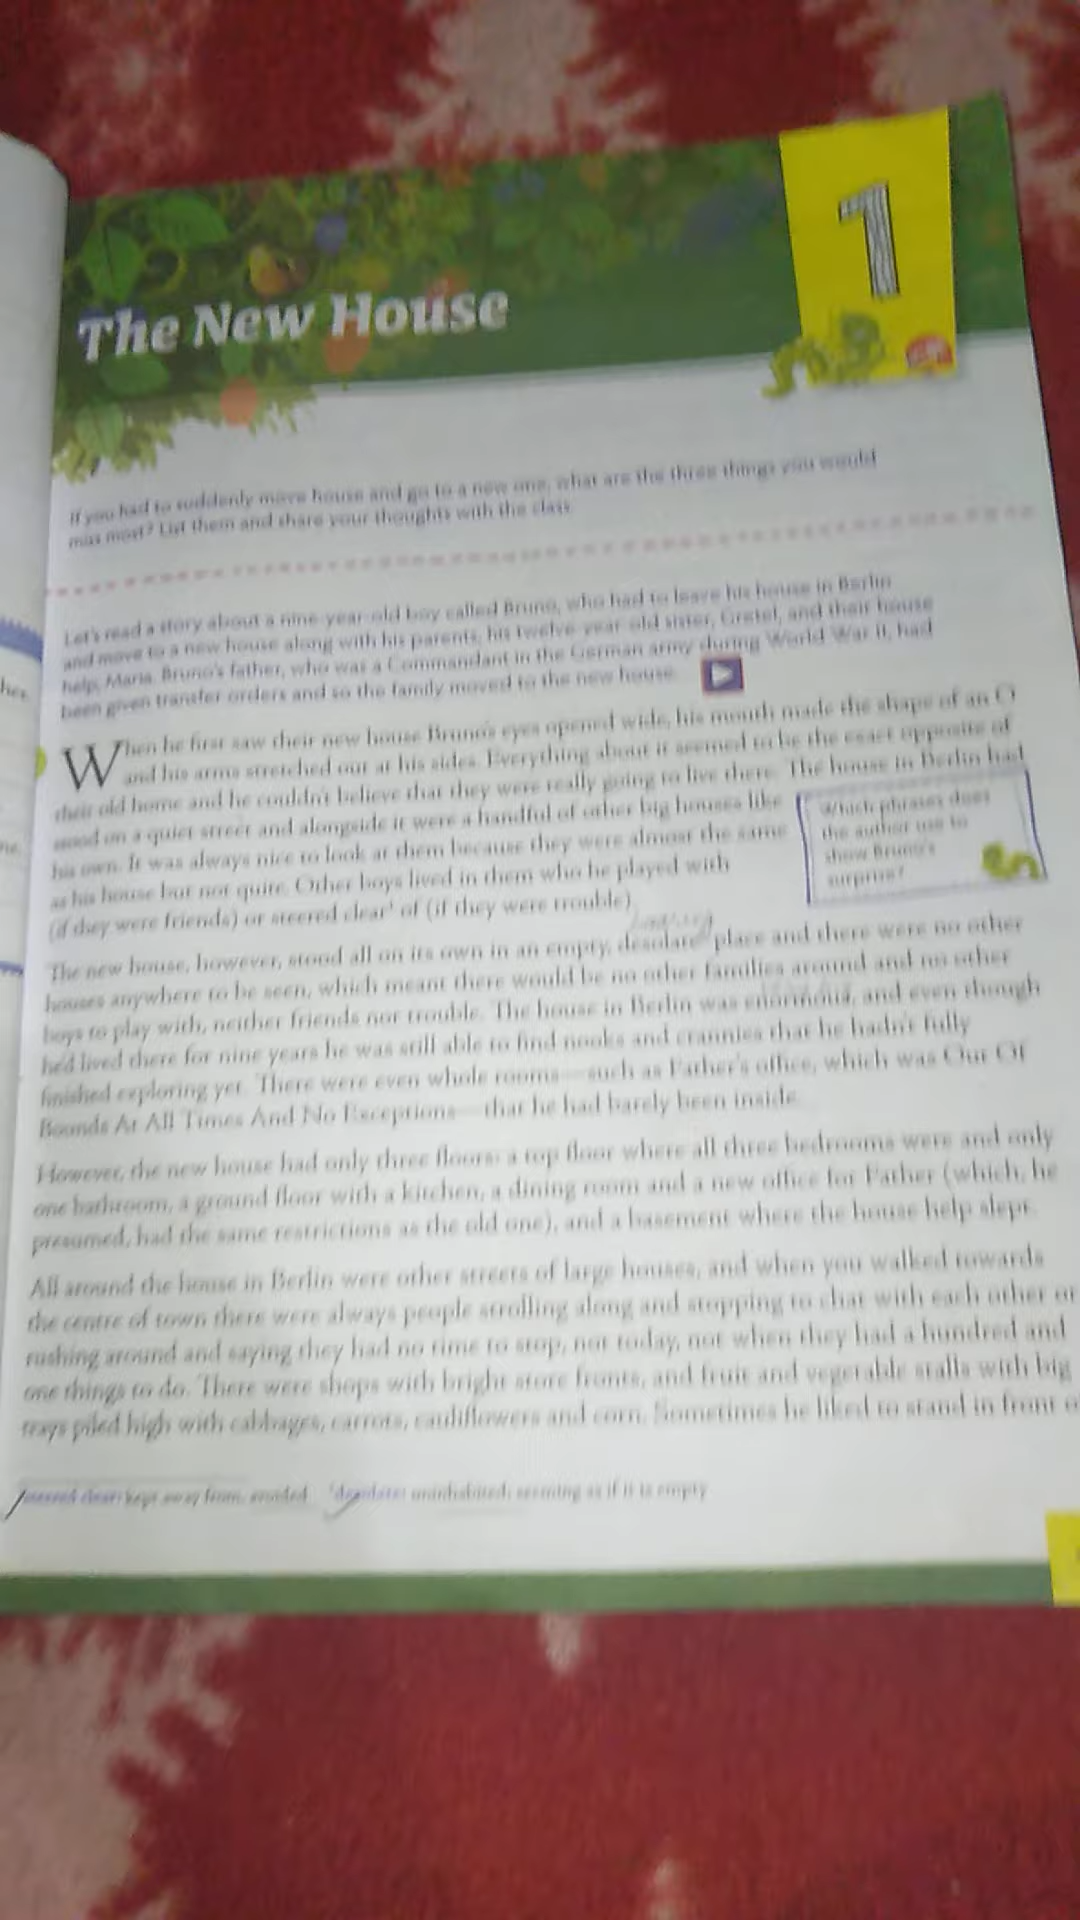 1
The New House
If you had to suddenly move house and go to a new one, what are the three things you would
miss most? List them and share your thoughts with the class.
Let's read a story about a nine-year-old boy called Bruno, who had to leave his house in Berlin
and move to a new house along with his parents, his twelve-year-old sister, Gretel, and their house
help, Maria. Bruno's father, who was a Commandant in the German army during World War II, had
been given transfer orders and so the family moved to the new house.
When he first saw their new house Bruno's eyes opened wide, his mouth made the shape of an O
and his arms stretched out at his sides. Everything about it seemed to be the exact opposite of
their old home and he couldn't believe that they were really going to live there. The house in Berlin had
stood on a quiet street and alongside it were a handful of other big houses like
his own. It was always nice to look at them because they were almost the same
as his house but not quite. Other boys lived in them who he played with
(if they were friends) or steered clear¹ of (if they were trouble).
Which phrases does
the author use to
show Bruno's
surprise?
The new house, however, stood all on its own in an empty, desolate² place and there were no other
houses anywhere to be seen, which meant there would be no other families around and no other
boys to play with, neither friends nor trouble. The house in Berlin was enormous, and even though
he'd lived there for nine years he was still able to find nooks and crannies that he hadn't fully
finished exploring yet. There were even whole rooms—such as Father's office, which was Out Of
Bounds At All Times And No Exceptions—that he had barely been inside.
However, the new house had only three floors: a top floor where all three bedrooms were and only
one bathroom, a ground floor with a kitchen, a dining room and a new office for Father (which, he
presumed, had the same restrictions as the old one), and a basement where the house help slept.
All around the house in Berlin were other streets of large houses, and when you walked towards
the centre of town there were always people strolling along and stopping to chat with each other or
rushing around and saying they had no time to stop, not today, not when they had a hundred and
one things to do. There were shops with bright store fronts, and fruit and vegetable stalls with big
trays piled high with cabbages, carrots, cauliflowers and corn. Sometimes he liked to stand in front
steered clear: kept away from, avoided ²desolate: uninhabited; seeming as if it is empty